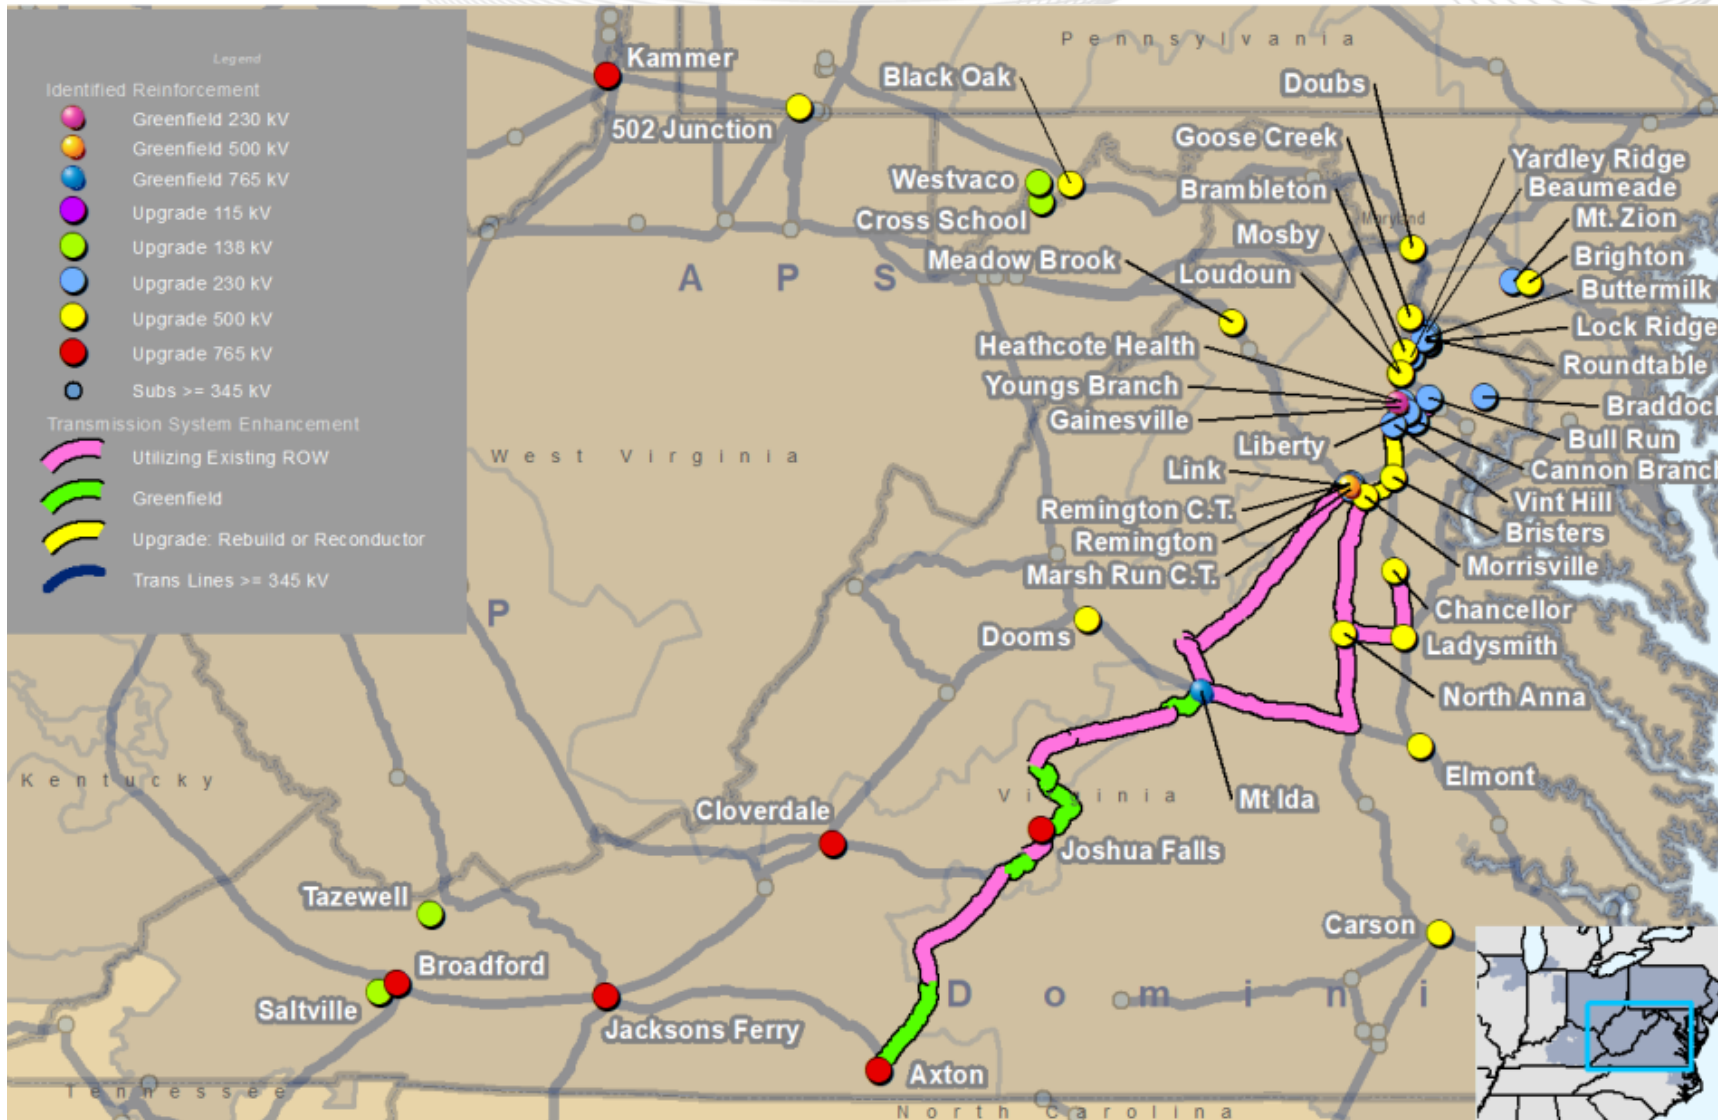 Legend
Identified Reinforcement
Greenfield 230 kV
Greenfield 500 kV
Greenfield 765 kV
Upgrade 115 kV
Upgrade 138 kV
Upgrade 230 kV
Upgrade 500 kV
Upgrade 765 kV
Subs >= 345 kV
Transmission System Enhancement
Utilizing Existing ROW
Greenfield
Upgrade: Rebuild or Reconductor
Trans Lines >= 345 kV
Pennsylvania
Kammer
Black Oak
Doubs
502 Junction
Goose Creek
Yardley Ridge
Westvaco
Brambleton
Beaumeade
Cross School
Maryland
Mt. Zion
Mosby
Meadow Brook
Loudoun
Brighton
A P S
Buttermilk
Lock Ridge
Heathcote Health
Roundtable
Youngs Branch
Braddock
Gainesville
Bull Run
Liberty
West Virginia
Link
Cannon Branch
Vint Hill
Remington C.T.
Bristers
Remington
Morrisville
Marsh Run C.T.
P
Chancellor
Dooms
Ladysmith
North Anna
Kentucky
Elmont
Virginia
Mt Ida
Cloverdale
Joshua Falls
Tazewell
Carson
Broadford
Saltville
D o m i n i
Jacksons Ferry
Axton
Tennessee
North Carolina